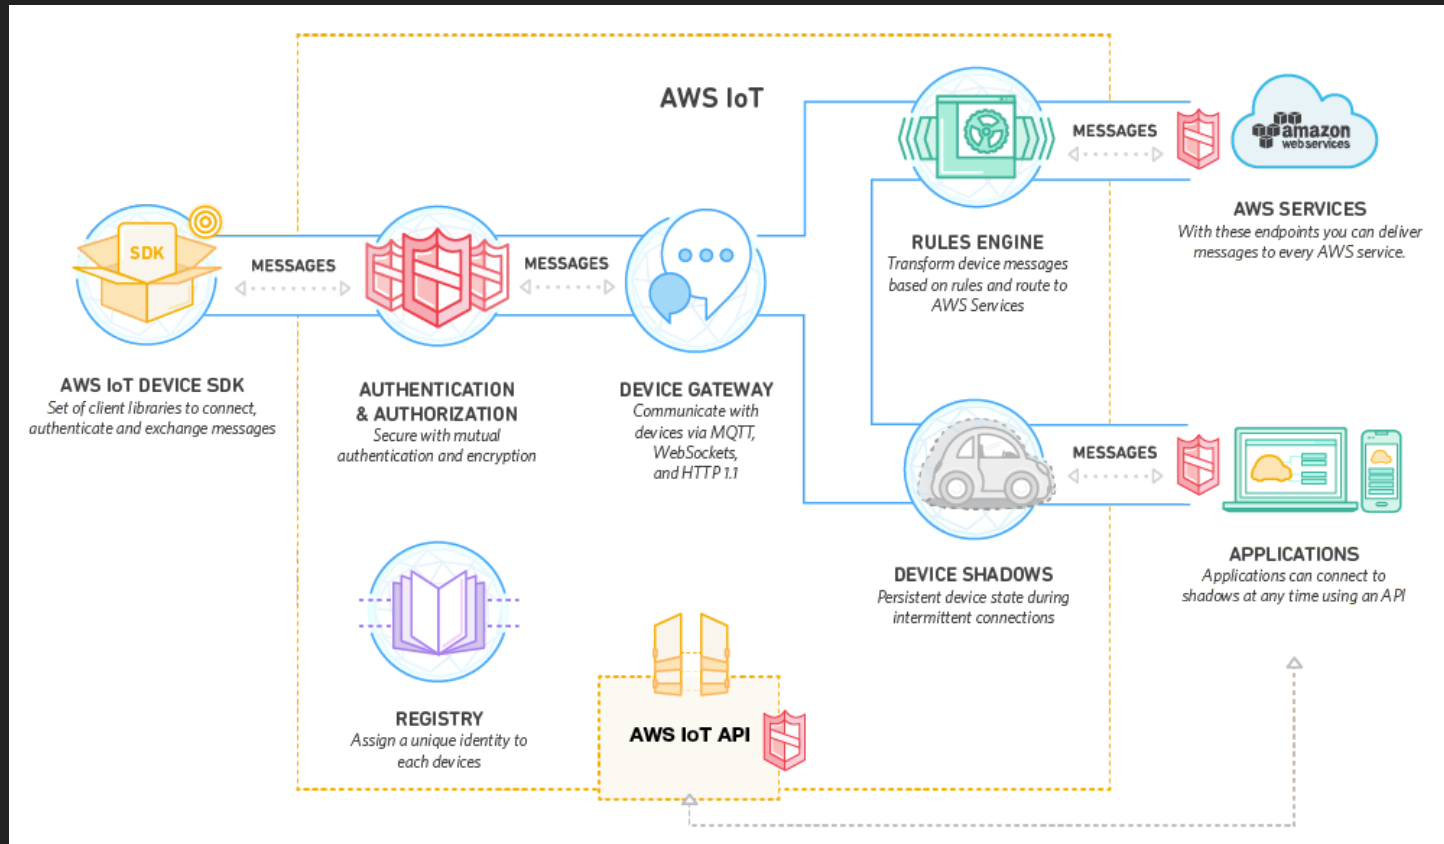 AWS IoT
SDK
MESSAGES
MESSAGES
MESSAGES
amazon
webservices
AWS SERVICES
With these endpoints you can deliver
messages to every AWS service.
RULES ENGINE
Transform device messages
based on rules and route to
AWS Services
AWS IoT DEVICE SDK
Set of client libraries to connect,
authenticate and exchange messages
AUTHENTICATION
& AUTHORIZATION
Secure with mutual
authentication and encryption
DEVICE GATEWAY
Communicate with
devices via MQTT,
WebSockets,
and HTTP 1.1
MESSAGES
DEVICE SHADOWS
Persistent device state during
intermittent connections
APPLICATIONS
Applications can connect to
shadows at any time using an API
REGISTRY
Assign a unique identity to
each devices
AWS IoT API